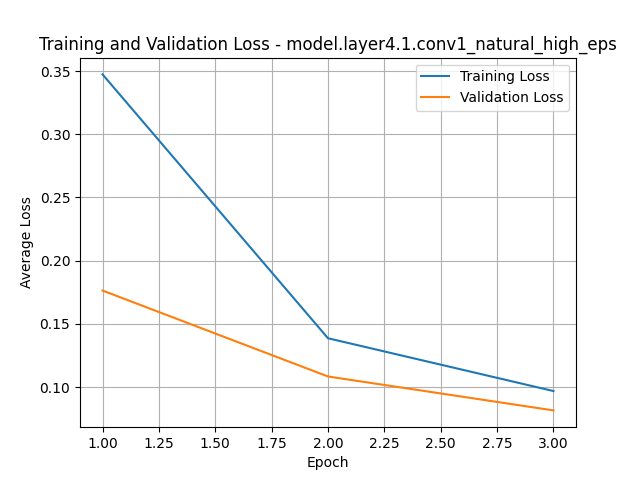 Training and Validation Loss - model.layer4.1.conv1_natural_high_eps
Training Loss
Validation Loss
Average Loss
0.35
0.30
0.25
0.20
0.15
0.10
1.00 1.25 1.50 1.75 2.00 2.25 2.50 2.75 3.00
Epoch